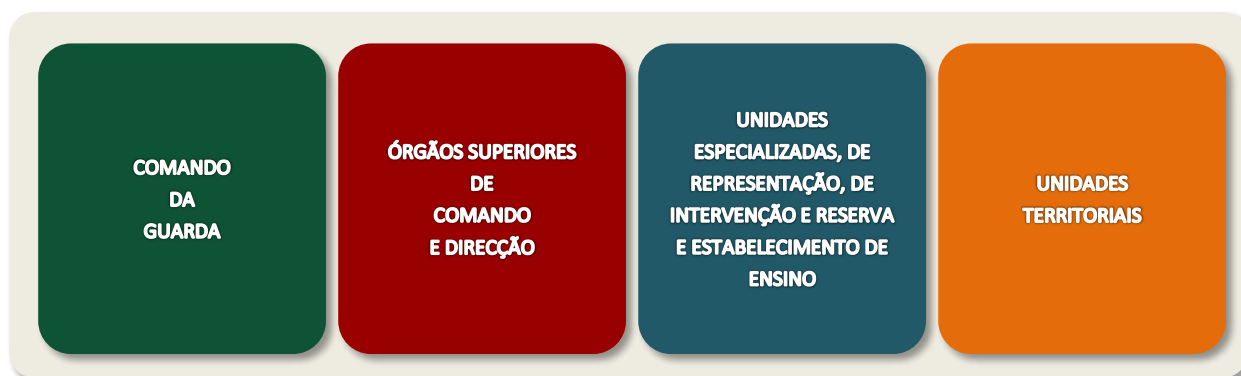 COMANDO
DA
GUARDA
ÓRGÃOS SUPERIORES
DE
COMANDO
E DIRECÇÃO
UNIDADES
ESPECIALIZADAS, DE
REPRESENTAÇÃO, DE
INTERVENÇÃO E RESERVA
E ESTABELECIMENTO DE
ENSINO
UNIDADES
TERRITORIAIS